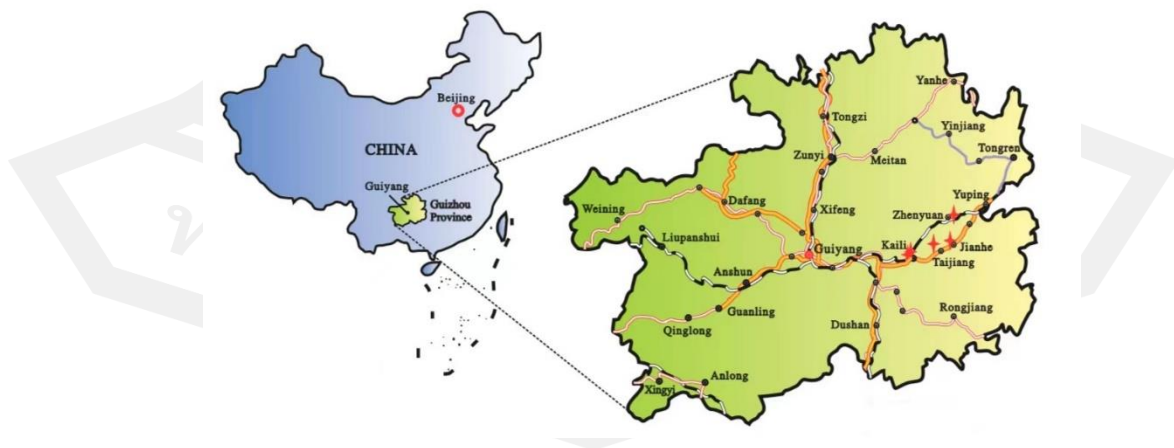 Beijing
CHINA
Guiyang
Guizhou
Province
Yanhe
Tongzi
Yinjiang
Zunyi
Meitan
Tongren
Yuping
Dafang
Weining
Xifeng
Zhenyuan
Liupanshui
Guiyang
Kaili
Jianhe
Taijiang
Anshun
Guanling
Rongjiang
Qinglong
Dushan
Anlong
Xingyi